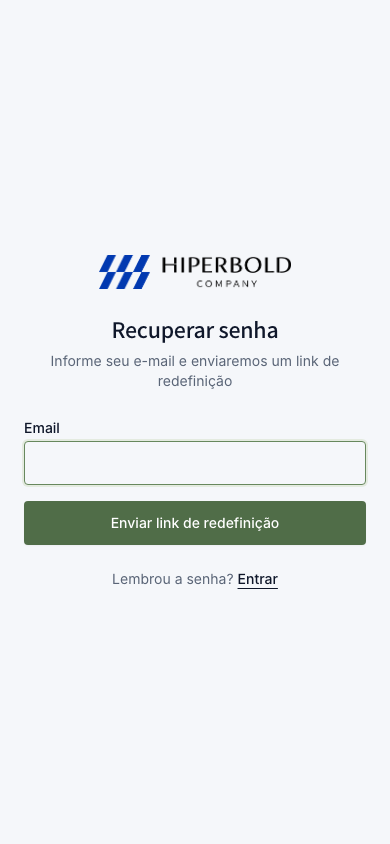 HIPERBOLD
COMPANY
Recuperar senha
Informe seu e-mail e enviaremos um link de
redefinição
Email
Enviar link de redefinição
Lembrou a senha? Entrar